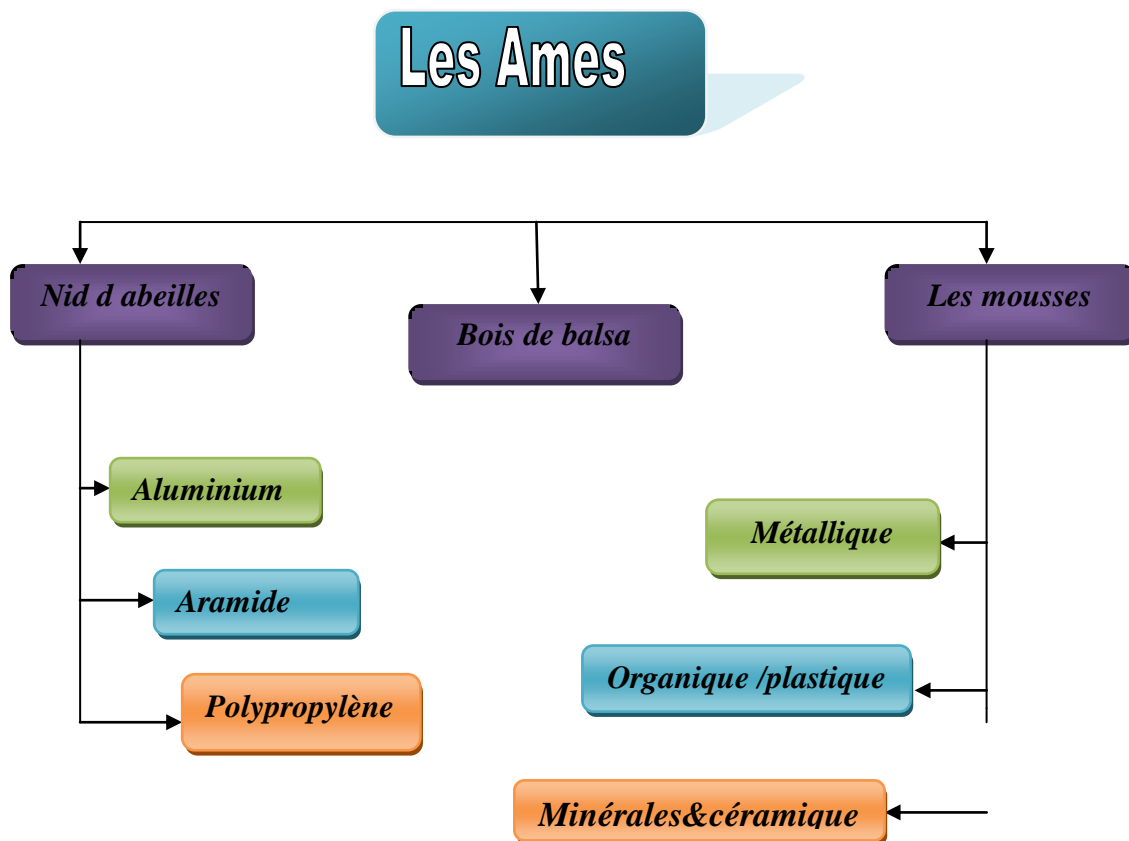 Les Ames
Nid d abeilles
Bois de balsa
Les mousses
Aluminium
Aramide
Polypropylène
Métallique
Organique /plastique
Minérales&céramique